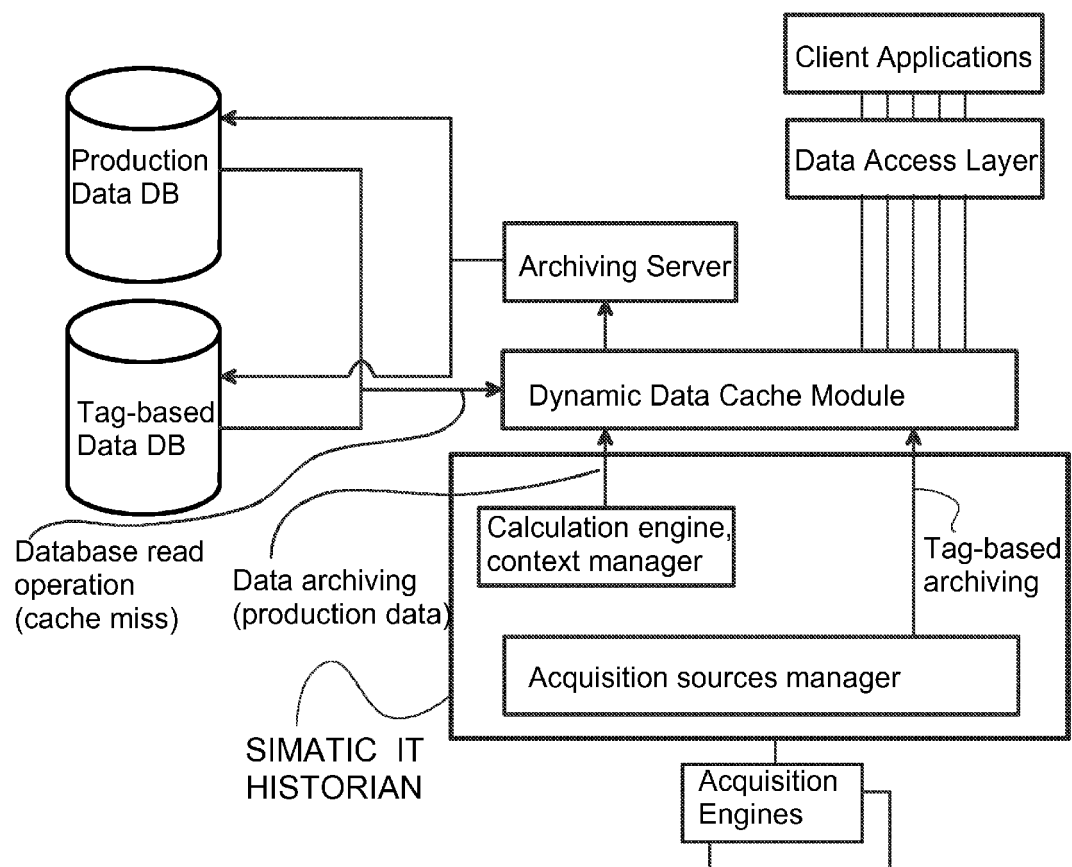 Client Applications
Production
Data DB
Data Access Layer
Archiving Server
Tag-based
Data DB
Dynamic Data Cache Module
Database read
operation
(cache miss)
Data archiving
(production data)
Calculation engine,
context manager
Tag-based
archiving
Acquisition sources manager
SIMATIC IT
HISTORIAN
Acquisition
Engines